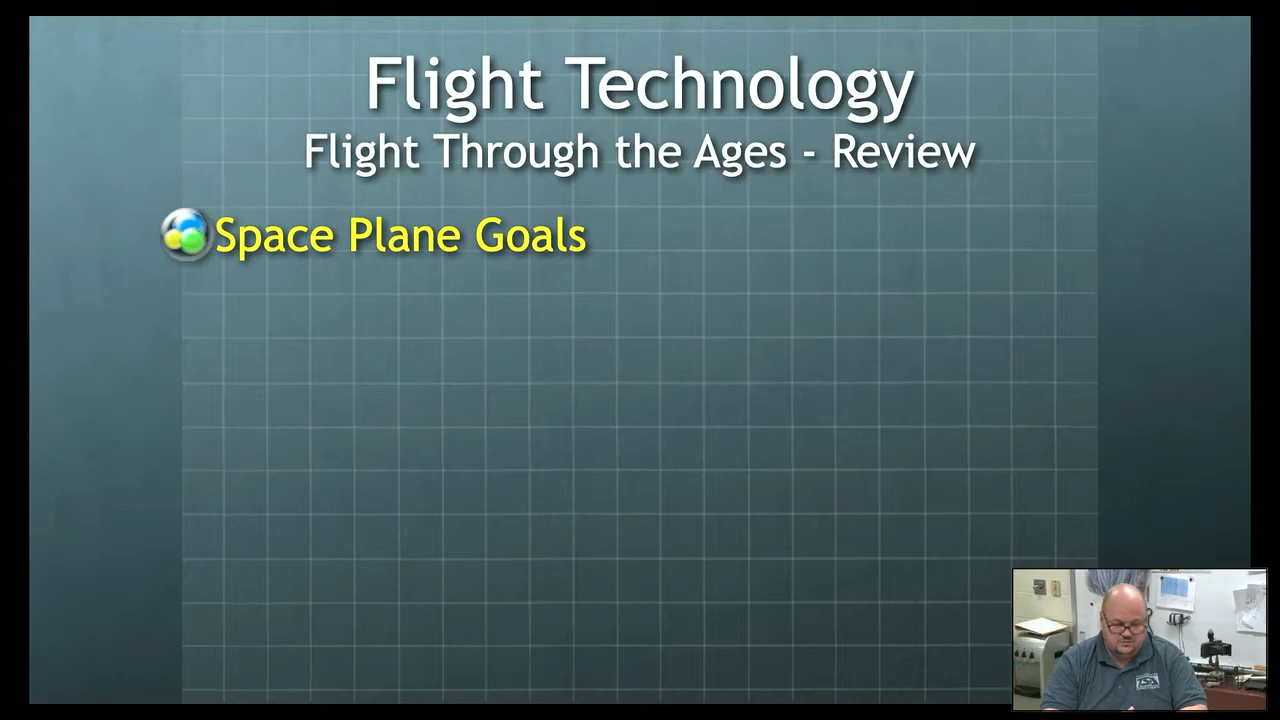 Flight Technology
Flight Through the Ages - Review
Space Plane Goals